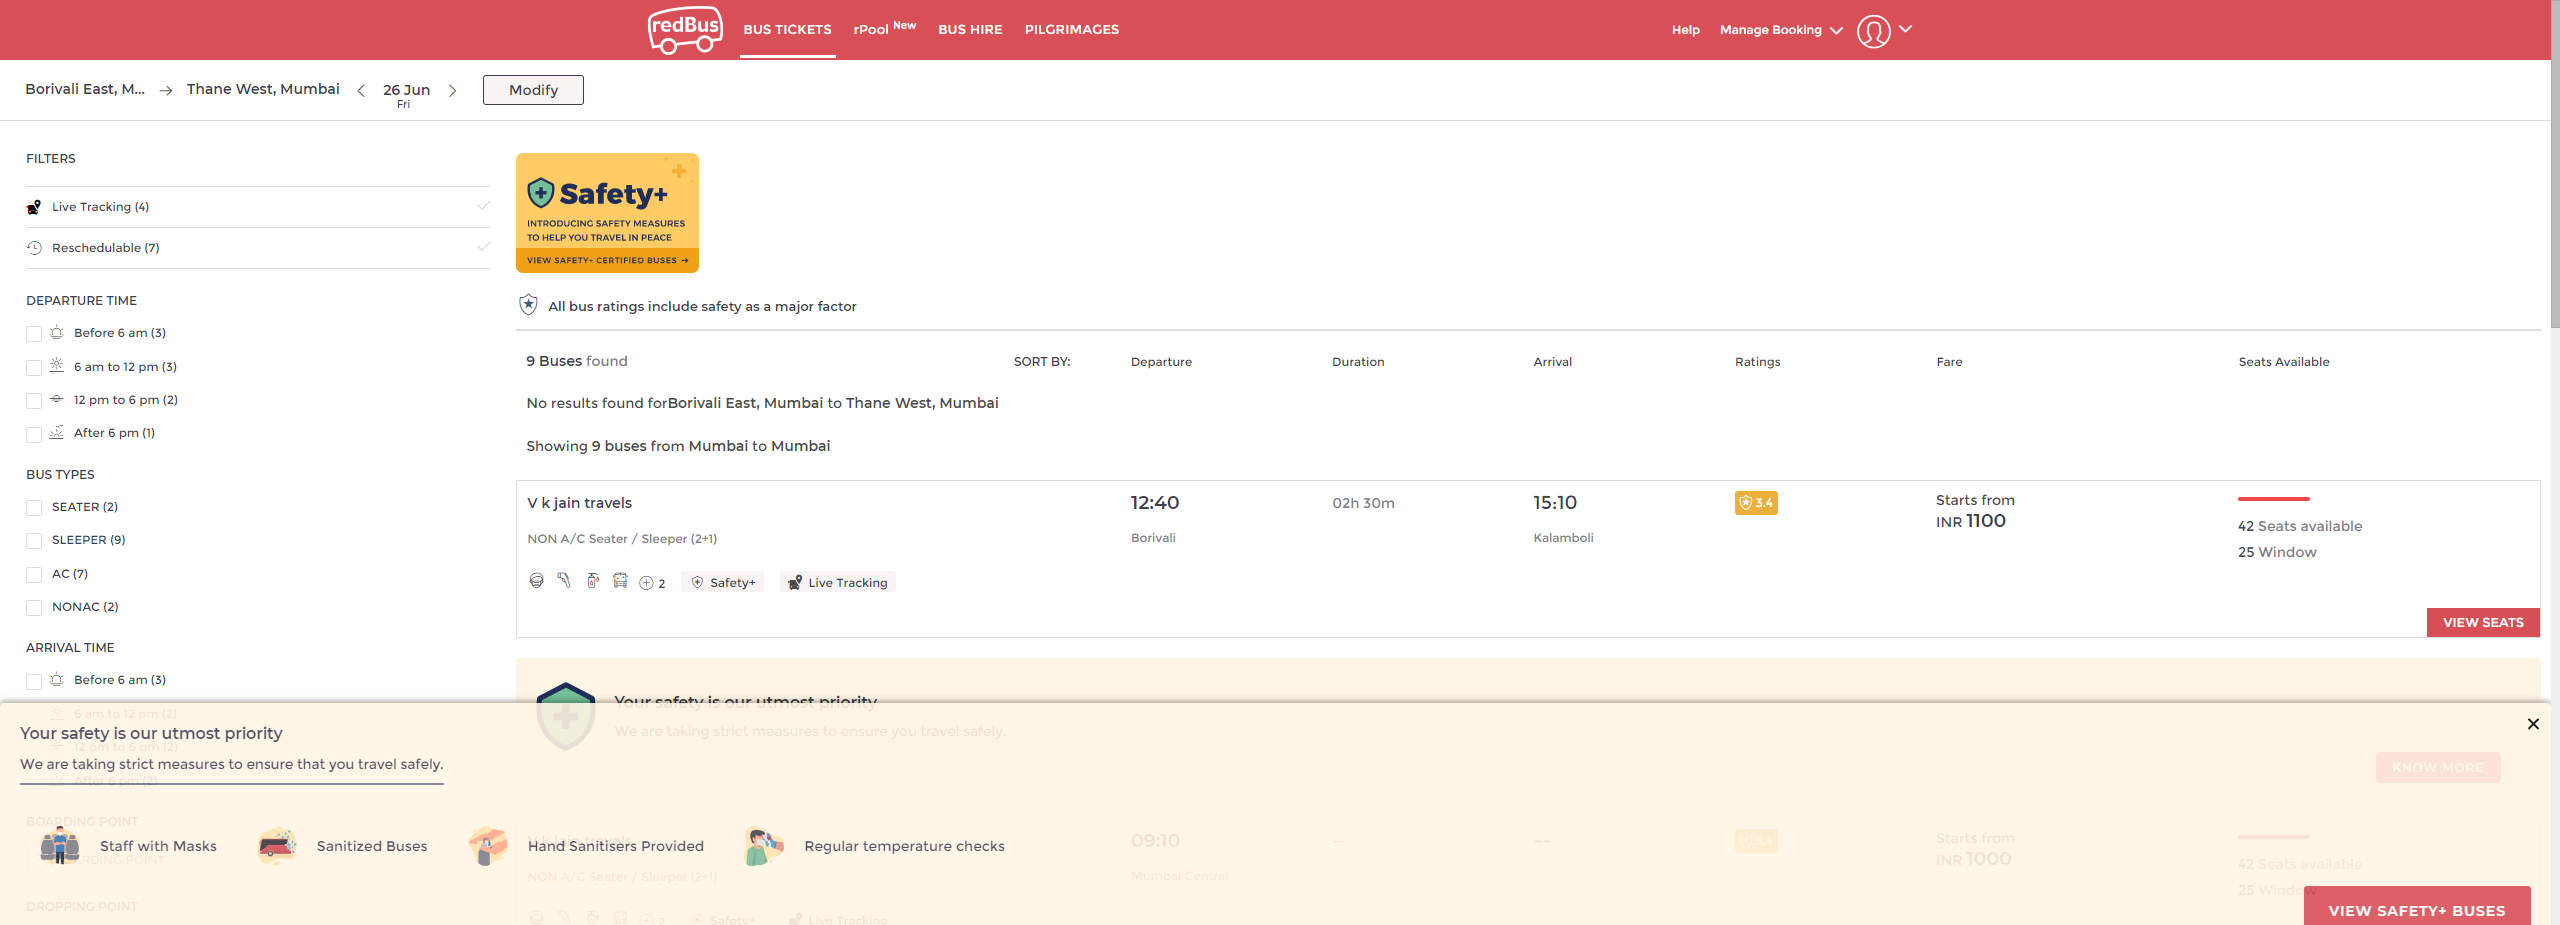 redBus
BUS TICKETS
rPool New
BUS HIRE
PILGRIMAGES
Help
Manage Booking
Borivali East, M...
Thane West, Mumbai
26 Jun
Fri
Modify
FILTERS
Live Tracking (4)
Reschedulable (7)
DEPARTURE TIME
Before 6 am (3)
6 am to 12 pm (3)
12 pm to 6 pm (2)
After 6 pm (1)
BUS TYPES
SEATER (2)
SLEEPER (9)
AC (7)
NONAC (2)
ARRIVAL TIME
Before 6 am (3)
6 am to 12 pm (2)
12 pm to 6 pm (2)
After 6 pm (2)
BOARDING POINT
DROPPING POINT
Safety+
INTRODUCING SAFETY MEASURES
TO HELP YOU TRAVEL IN PEACE
VIEW SAFETY+ CERTIFIED BUSES →
All bus ratings include safety as a major factor
9 Buses found
SORT BY:
Departure
Duration
Arrival
Ratings
Fare
Seats Available
No results found forBorivali East, Mumbai to Thane West, Mumbai
Showing 9 buses from Mumbai to Mumbai
V k jain travels
NON A/C Seater / Sleeper (2+1)
12:40
Borivali
02h 30m
15:10
Kalamboli
3.4
Starts from
INR 1100
42 Seats available
25 Window
2
Safety+
Live Tracking
VIEW SEATS
Your safety is our utmost priority
We are taking strict measures to ensure you travel safely.
KNOW MORE
V k jain travels
NON A/C Seater / Sleeper (2+1)
09:10
Mumbai Central
--
--
3.4
Starts from
INR 1000
42 Seats available
25 Window
2
Safety+
Live Tracking
Your safety is our utmost priority
We are taking strict measures to ensure that you travel safely.
Staff with Masks
Sanitized Buses
Hand Sanitisers Provided
Regular temperature checks
VIEW SAFETY+ BUSES